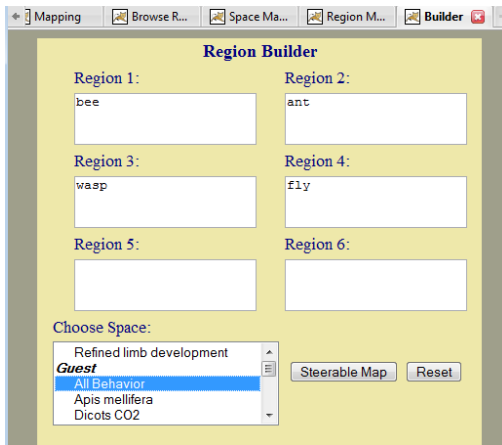 Mapping Browse R... Space Ma... Region M... Builder
Region Builder
Region 1: Region 2:
bee ant
Region 3: Region 4:
wasp fly
Region 5: Region 6:
Choose Space:
Refined limb development
Guest
All Behavior
Apis mellifera
Dicots CO2
Steerable Map Reset